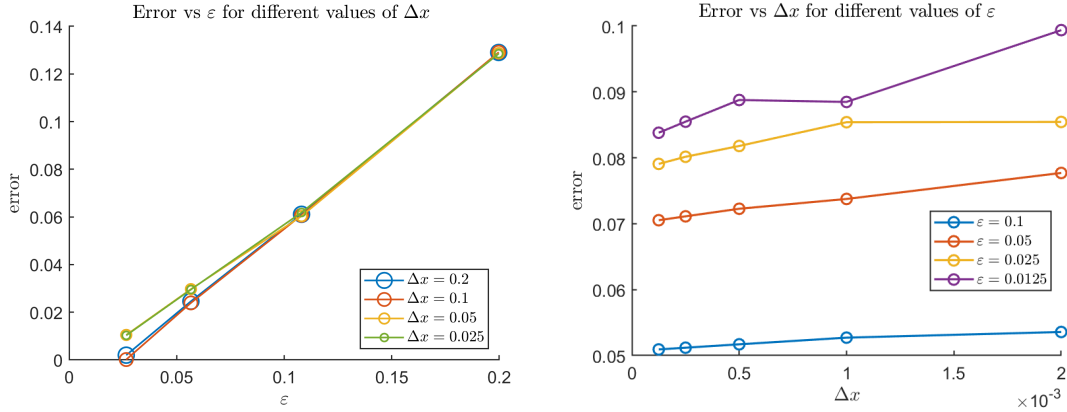 Error vs ε for different values of Δx
0.14
0.12
0.1
0.08
0.06
0.04
0.02
0
error
0
0.05
0.1
0.15
0.2
ε
Δx = 0.2
Δx = 0.1
Δx = 0.05
Δx = 0.025
Error vs Δx for different values of ε
0.1
0.09
0.08
0.07
0.06
0.05
error
0
0.5
1
1.5
2
×10⁻³
Δx
ε = 0.1
ε = 0.05
ε = 0.025
ε = 0.0125